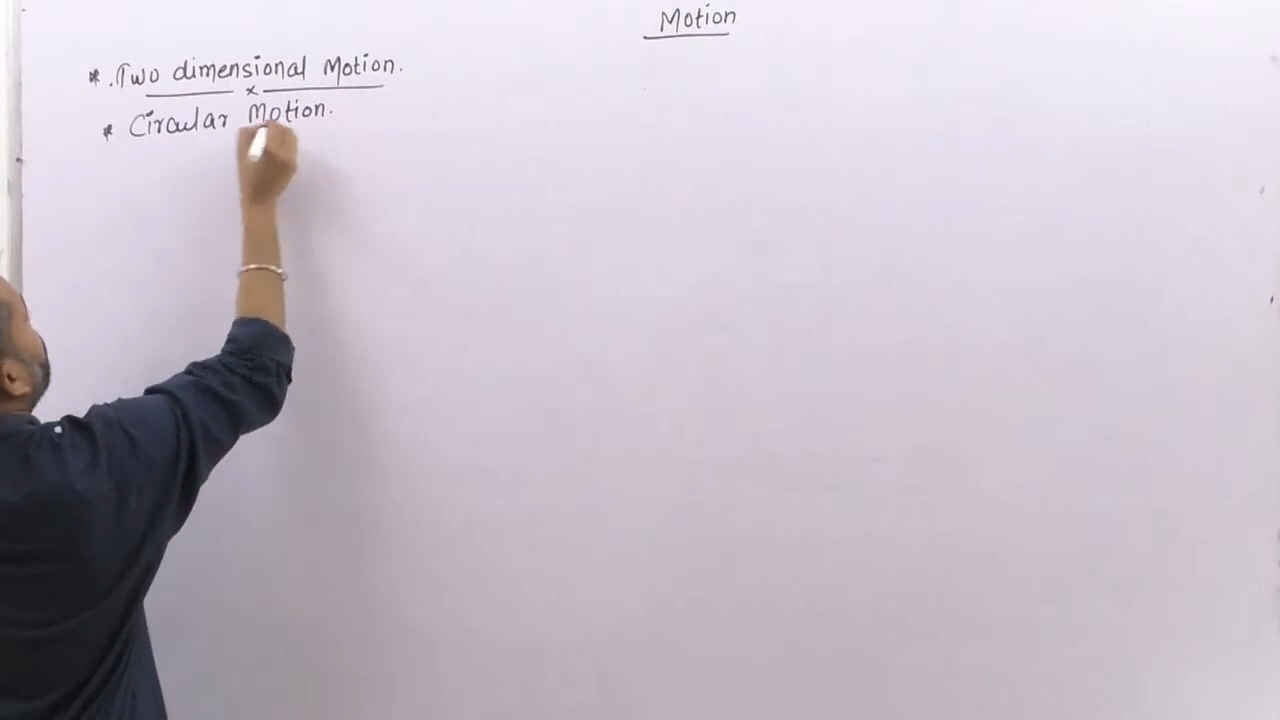 Motion
* . Two dimensional Motion.
x
* Circular Motion.